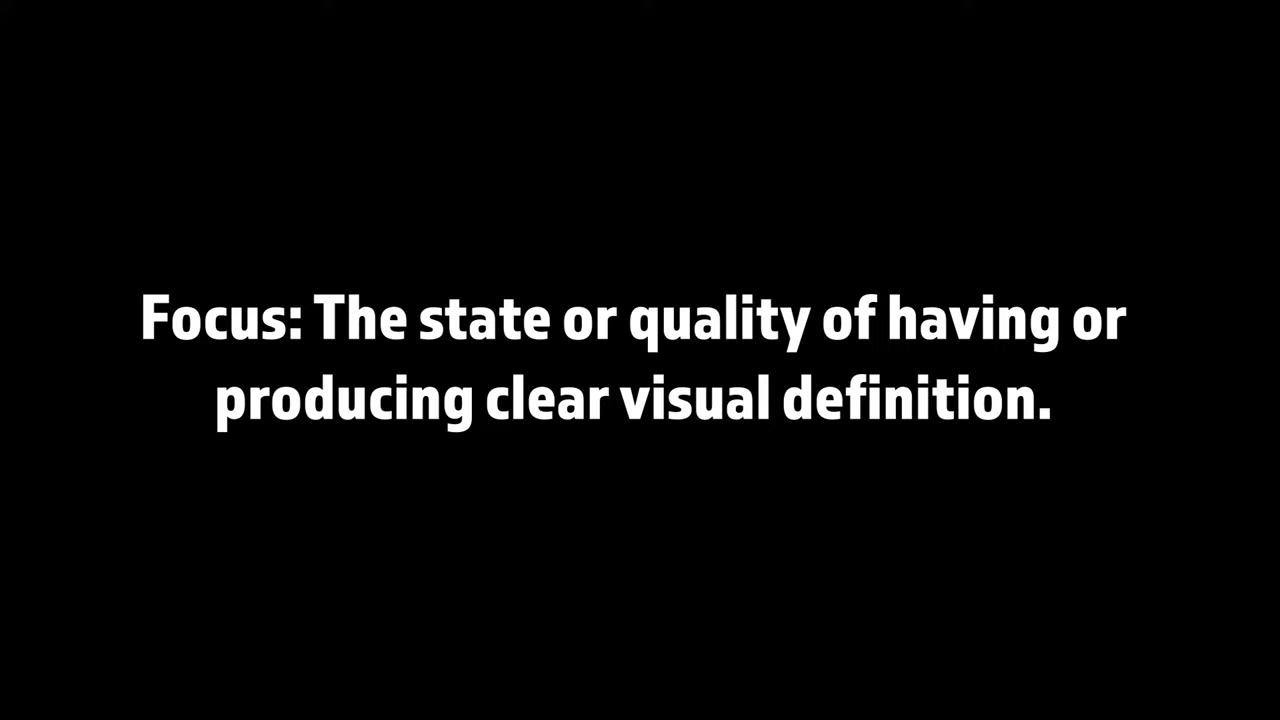 Focus: The state or quality of having or
producing clear visual definition.